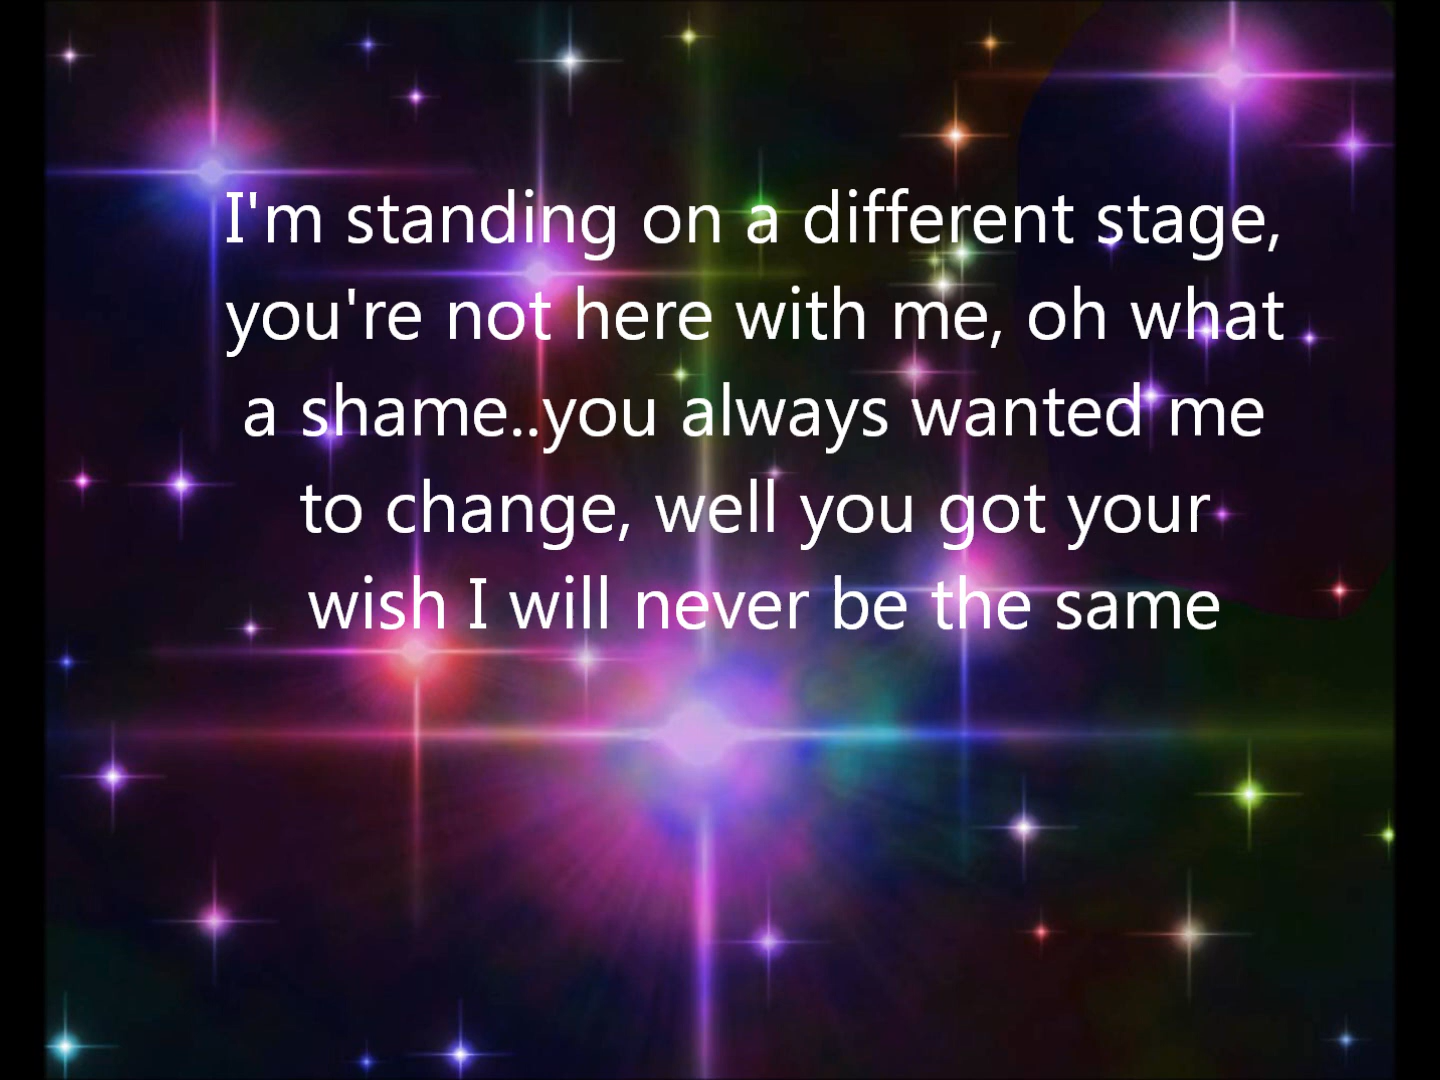 I'm standing on a different stage,
you're not here with me, oh what
a shame..you always wanted me
to change, well you got your
wish I will never be the same